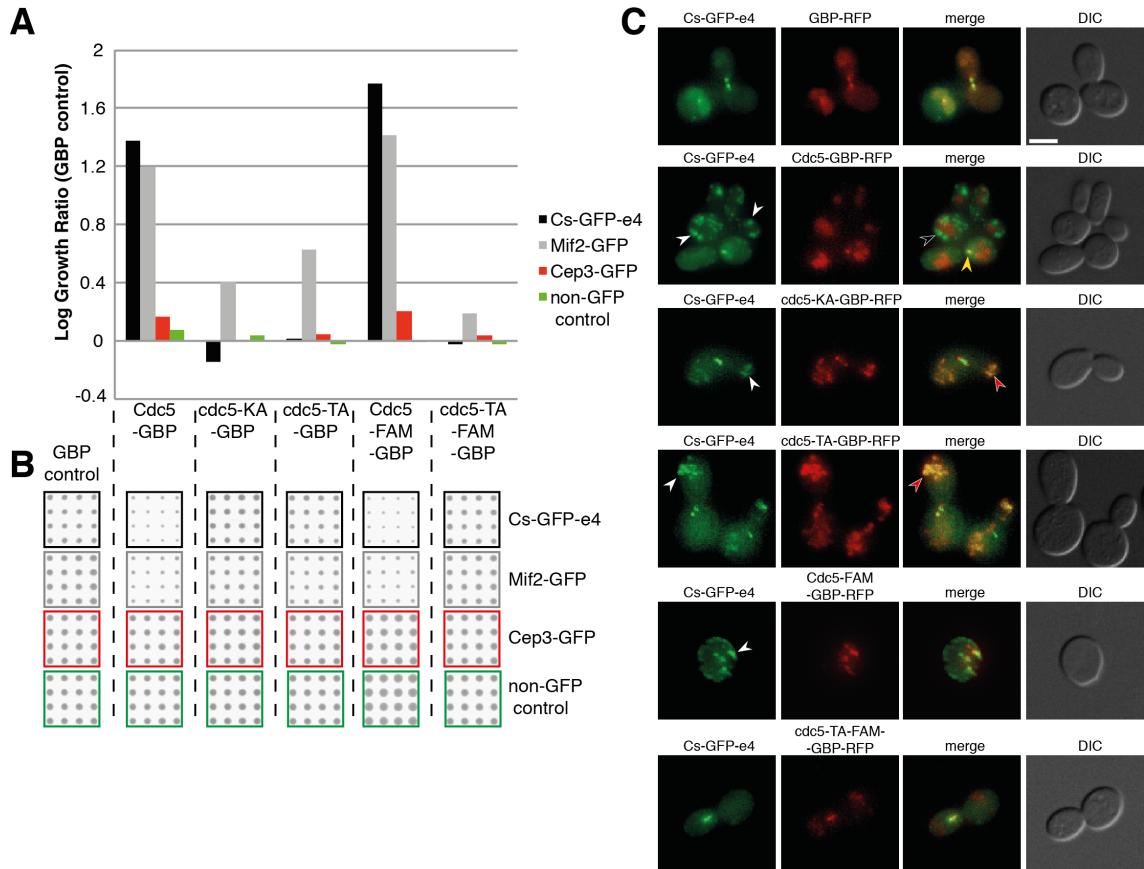 A
Log Growth Ratio (GBP control)
2
1.6
1.2
0.8
0.4
0
-0.4
Cs-GFP-e4
Mif2-GFP
Cep3-GFP
non-GFP
control
Cdc5
-GBP
cdc5-KA
-GBP
cdc5-TA
-GBP
Cdc5
-FAM
-GBP
cdc5-TA
-FAM
-GBP
B
GBP
control
Cs-GFP-e4
Mif2-GFP
Cep3-GFP
non-GFP
control
C
Cs-GFP-e4 GBP-RFP merge DIC
Cs-GFP-e4 Cdc5-GBP-RFP merge DIC
Cs-GFP-e4 cdc5-KA-GBP-RFP merge DIC
Cs-GFP-e4 cdc5-TA-GBP-RFP merge DIC
Cdc5-FAM
Cs-GFP-e4 -GBP-RFP merge DIC
cdc5-TA-FAM-
Cs-GFP-e4 -GBP-RFP merge DIC